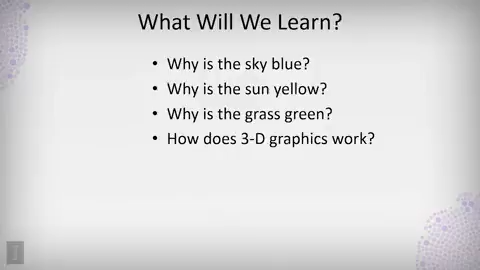 What Will We Learn?
• Why is the sky blue?
• Why is the sun yellow?
• Why is the grass green?
• How does 3-D graphics work?